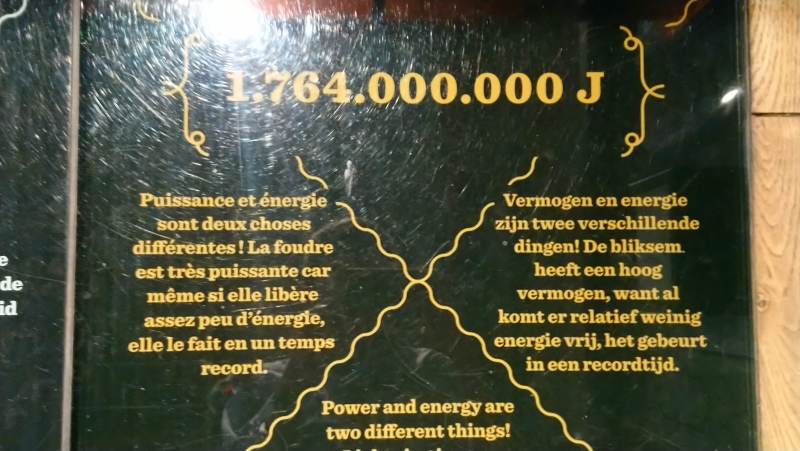 1.764.000.000 J
Puissance et énergie
sont deux choses
différentes ! La foudre
est très puissante car
même si elle libère
assez peu d'énergie,
elle le fait en un temps
record.
Vermogen en energie
zijn twee verschillende
dingen! De bliksem
heeft een hoog
vermogen, want al
komt er relatief weinig
energie vrij, het gebeurt
in een recordtijd.
Power and energy are
two different things!
e
de
id